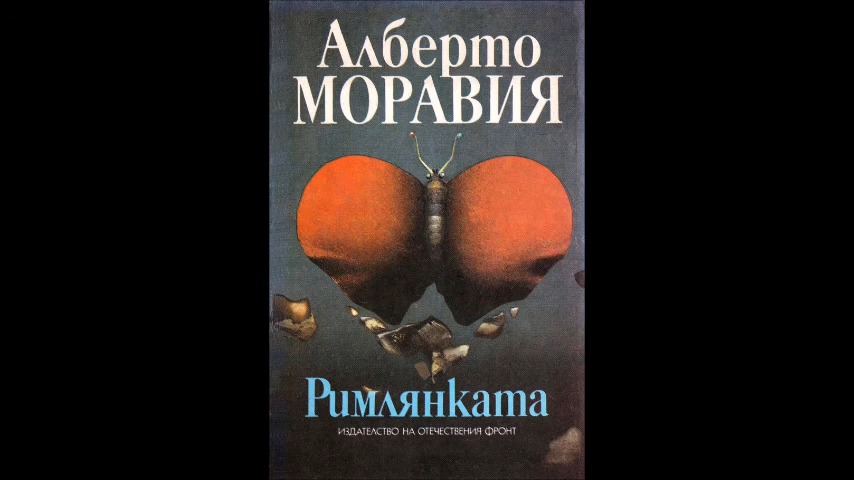 Алберто
МОРАВИЯ
Римлянката
ИЗДАТЕЛСТВО НА ОТЕЧЕСТВЕНИЯ ФРОНТ